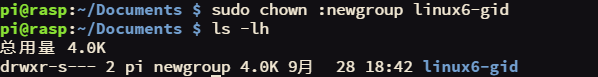 pi@rasp:~/Documents $ sudo chown :newgroup linux6-gid
pi@rasp:~/Documents $ ls -lh
总用量 4.0K
drwxr-s--- 2 pi newgroup 4.0K 9月  28 18:42 linux6-gid